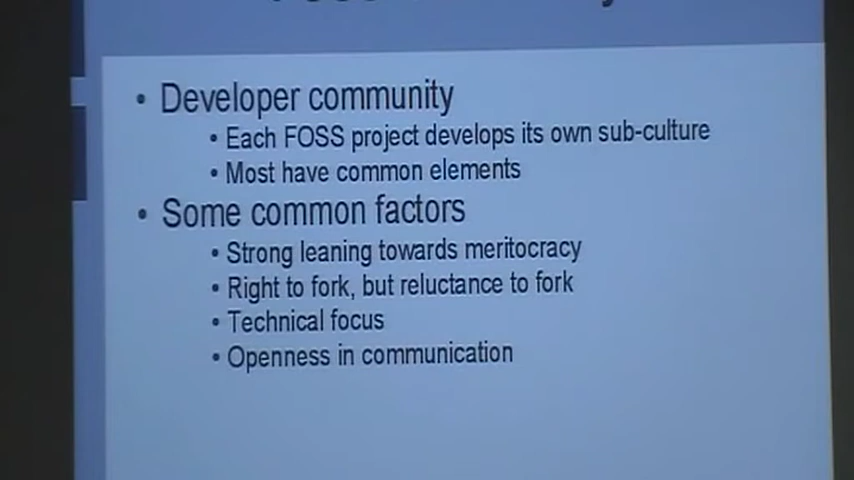 • Developer community
• Each FOSS project develops its own sub-culture
• Most have common elements
• Some common factors
• Strong leaning towards meritocracy
• Right to fork, but reluctance to fork
• Technical focus
• Openness in communication